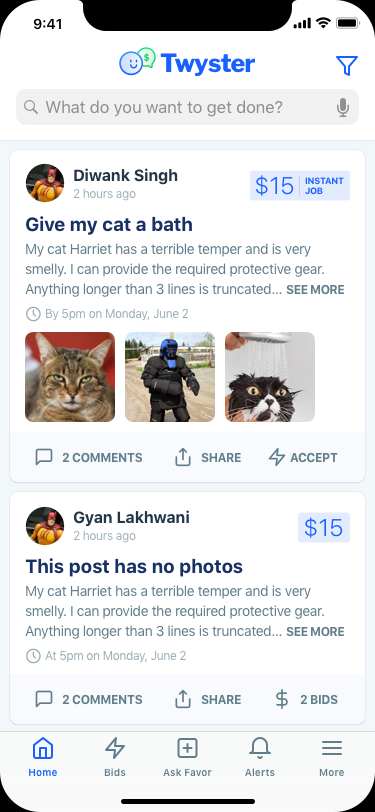 9:41
$
Twyster
What do you want to get done?
Diwank Singh
2 hours ago
$15
INSTANT
JOB
Give my cat a bath
My cat Harriet has a terrible temper and is very
smelly. I can provide the required protective gear.
Anything longer than 3 lines is truncated... SEE MORE
By 5pm on Monday, June 2
2 COMMENTS
SHARE
ACCEPT
Gyan Lakhwani
2 hours ago
$15
This post has no photos
My cat Harriet has a terrible temper and is very
smelly. I can provide the required protective gear.
Anything longer than 3 lines is truncated... SEE MORE
At 5pm on Monday, June 2
2 COMMENTS
SHARE
$ 2 BIDS
Home
Bids
Ask Favor
Alerts
More